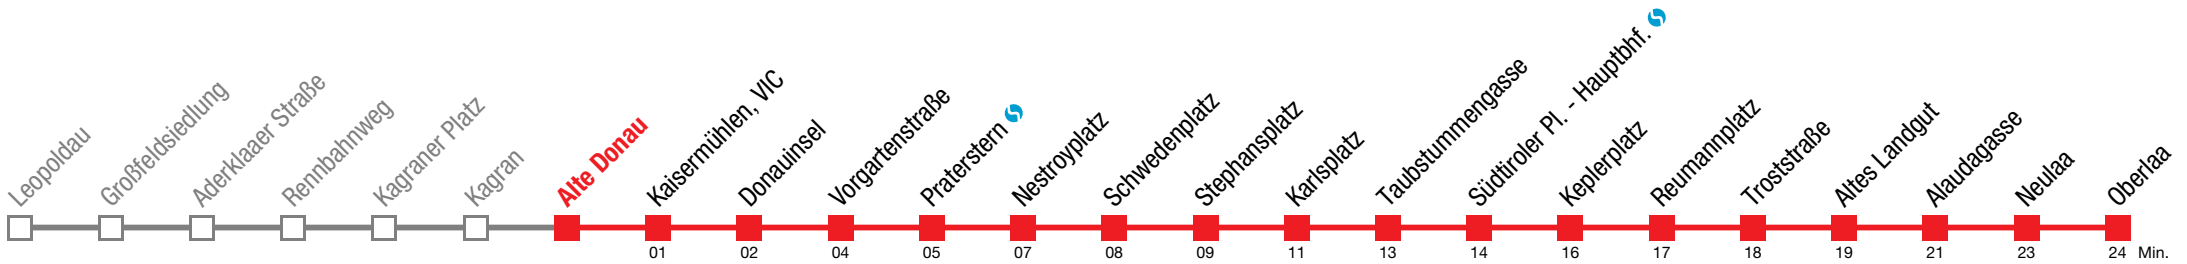 Leopoldau
Großfeldsiedlung
Aderklaaer Straße
Rennbahnweg
Kagraner Platz
Kagran
Alte Donau
Kaisermühlen, VIC
Donauinsel
Vorgartenstraße
Praterstern
Nestroyplatz
Schwedenplatz
Stephansplatz
Karlsplatz
Taubstummengasse
Südtiroler Pl. - Hauptbhf.
Keplerplatz
Reumannplatz
Troststraße
Altes Landgut
Alaudagasse
Neulaa
Oberlaa
01 02 04 05 07 08 09 11 13 14 16 17 18 19 21 23 24 Min.